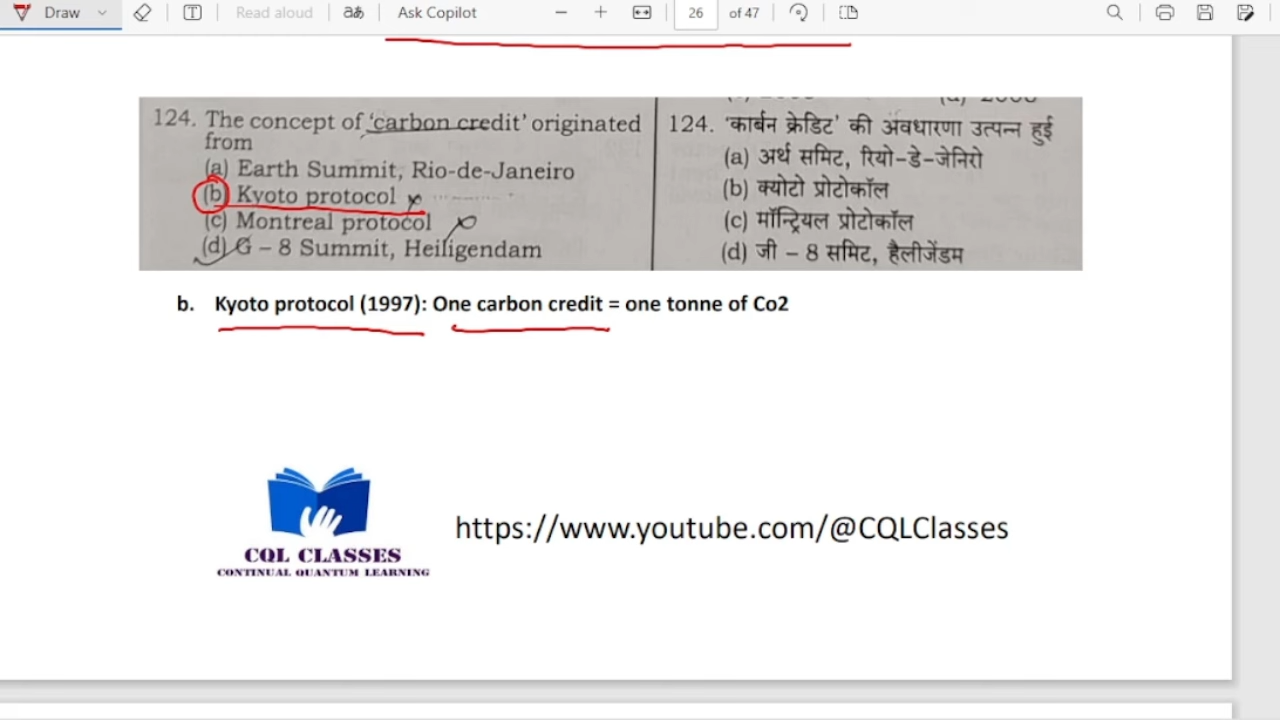 Draw
Read aloud
aあ
Ask Copilot
26
of 47
124. The concept of 'carbon credit' originated
from
(a) Earth Summit, Rio-de-Janeiro
(b) Kyoto protocol
(c) Montreal protocol
(d) G – 8 Summit, Heiligendam
124. 'कार्बन क्रेडिट' की अवधारणा उत्पन्न हुई
(a) अर्थ समिट, रियो-डे-जेनिरो
(b) क्योटो प्रोटोकॉल
(c) मॉन्ट्रियल प्रोटोकॉल
(d) जी – 8 समिट, हैलीजेंडम
b. Kyoto protocol (1997): One carbon credit = one tonne of Co2
CQL CLASSES
CONTINUAL QUANTUM LEARNING
https://www.youtube.com/@CQLClasses